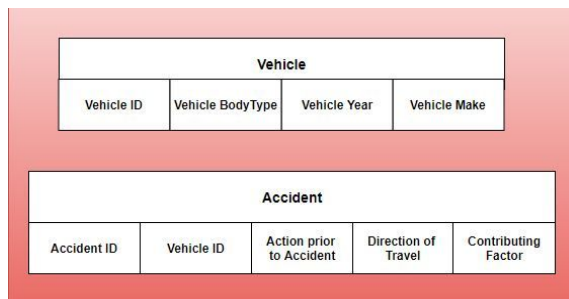 Vehicle
Vehicle ID
Vehicle BodyType
Vehicle Year
Vehicle Make
Accident
Accident ID
Vehicle ID
Action prior
to Accident
Direction of
Travel
Contributing
Factor